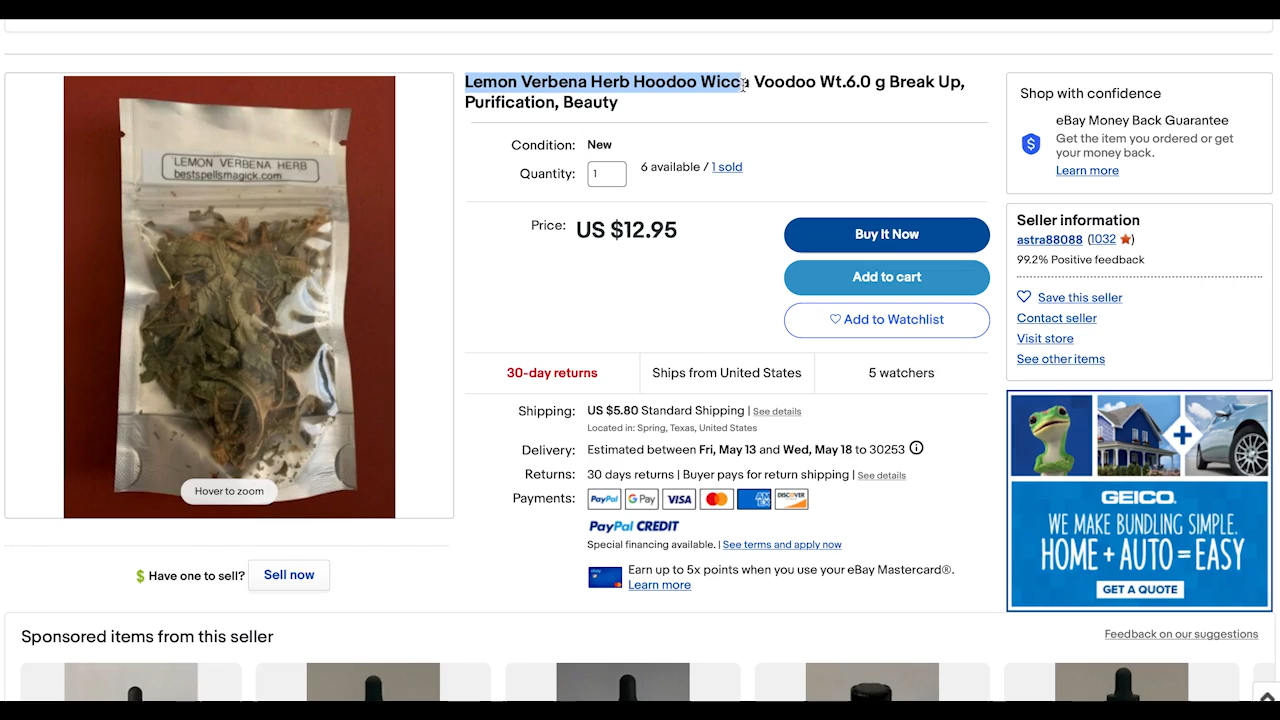 Lemon Verbena Herb Hoodoo Wicca Voodoo Wt.6.0 g Break Up,
Purification, Beauty
LEMON VERBENA HERB
bestspellsmagick.com
Hover to zoom
Condition: New
Quantity: 1 6 available / 1 sold
Price: US $12.95
Buy It Now
Add to cart
Add to Watchlist
30-day returns
Ships from United States
5 watchers
Shipping: US $5.80 Standard Shipping | See details
Located in: Spring, Texas, United States
Delivery: Estimated between Fri, May 13 and Wed, May 18 to 30253
Returns: 30 days returns | Buyer pays for return shipping | See details
Payments: PayPal G Pay VISA MasterCard AM EX DISCOVER
PayPal CREDIT
Special financing available. | See terms and apply now
Earn up to 5x points when you use your eBay Mastercard®.
Learn more
Shop with confidence
eBay Money Back Guarantee
Get the item you ordered or get
your money back.
Learn more
Seller information
astra88088 (1032 )
99.2% Positive feedback
Save this seller
Contact seller
Visit store
See other items
GEICO.
WE MAKE BUNDLING SIMPLE.
HOME + AUTO = EASY
GET A QUOTE
Have one to sell? Sell now
Sponsored items from this seller
Feedback on our suggestions